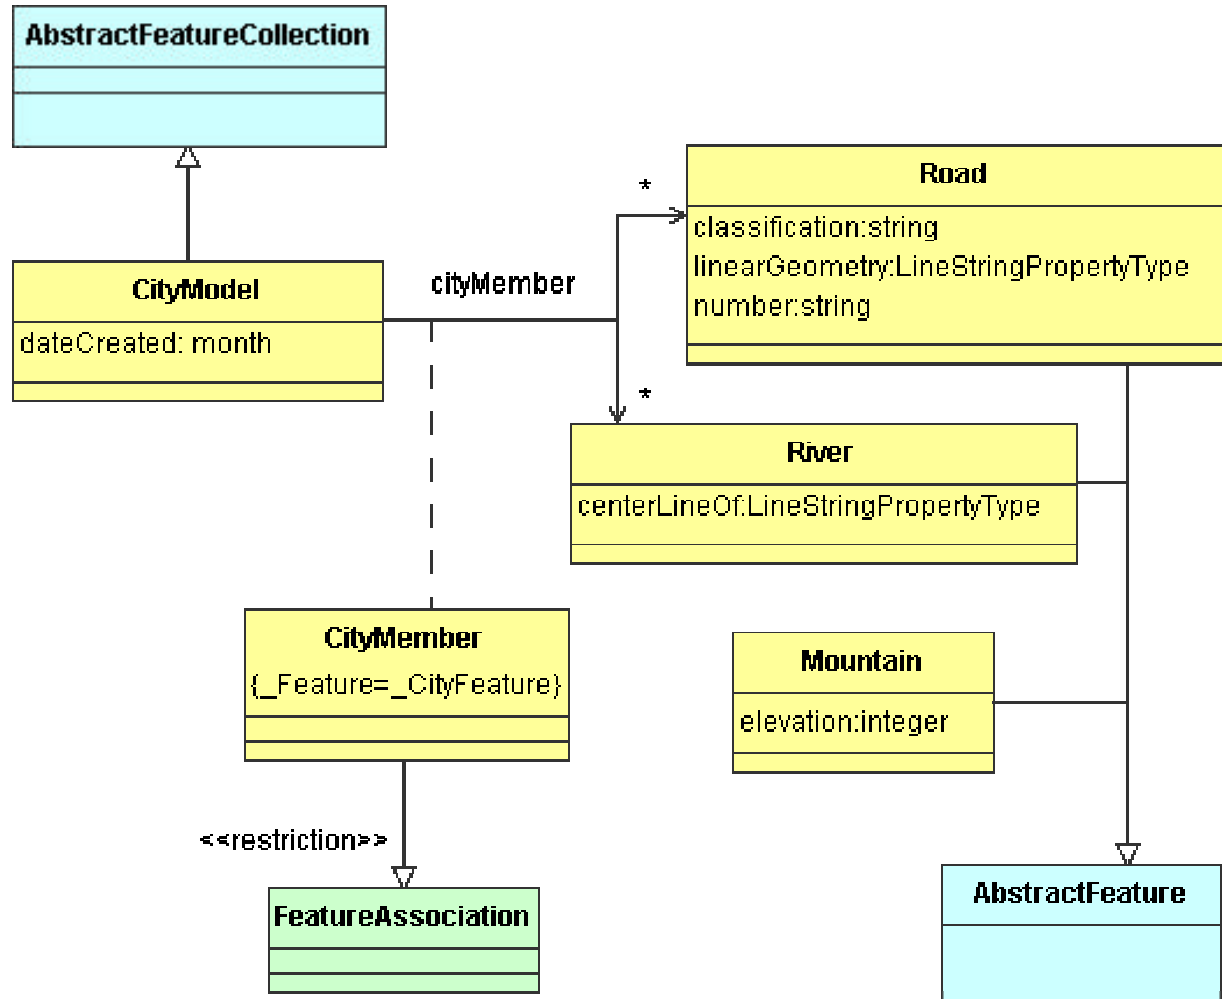 AbstractFeatureCollection
CityModel
dateCreated: month
cityMember
*
*
Road
classification:string
linearGeometry:LineStringPropertyType
number:string
River
centerLineOf:LineStringPropertyType
CityMember
{_Feature=_CityFeature}
Mountain
elevation:integer
<<restriction>>
FeatureAssociation
AbstractFeature